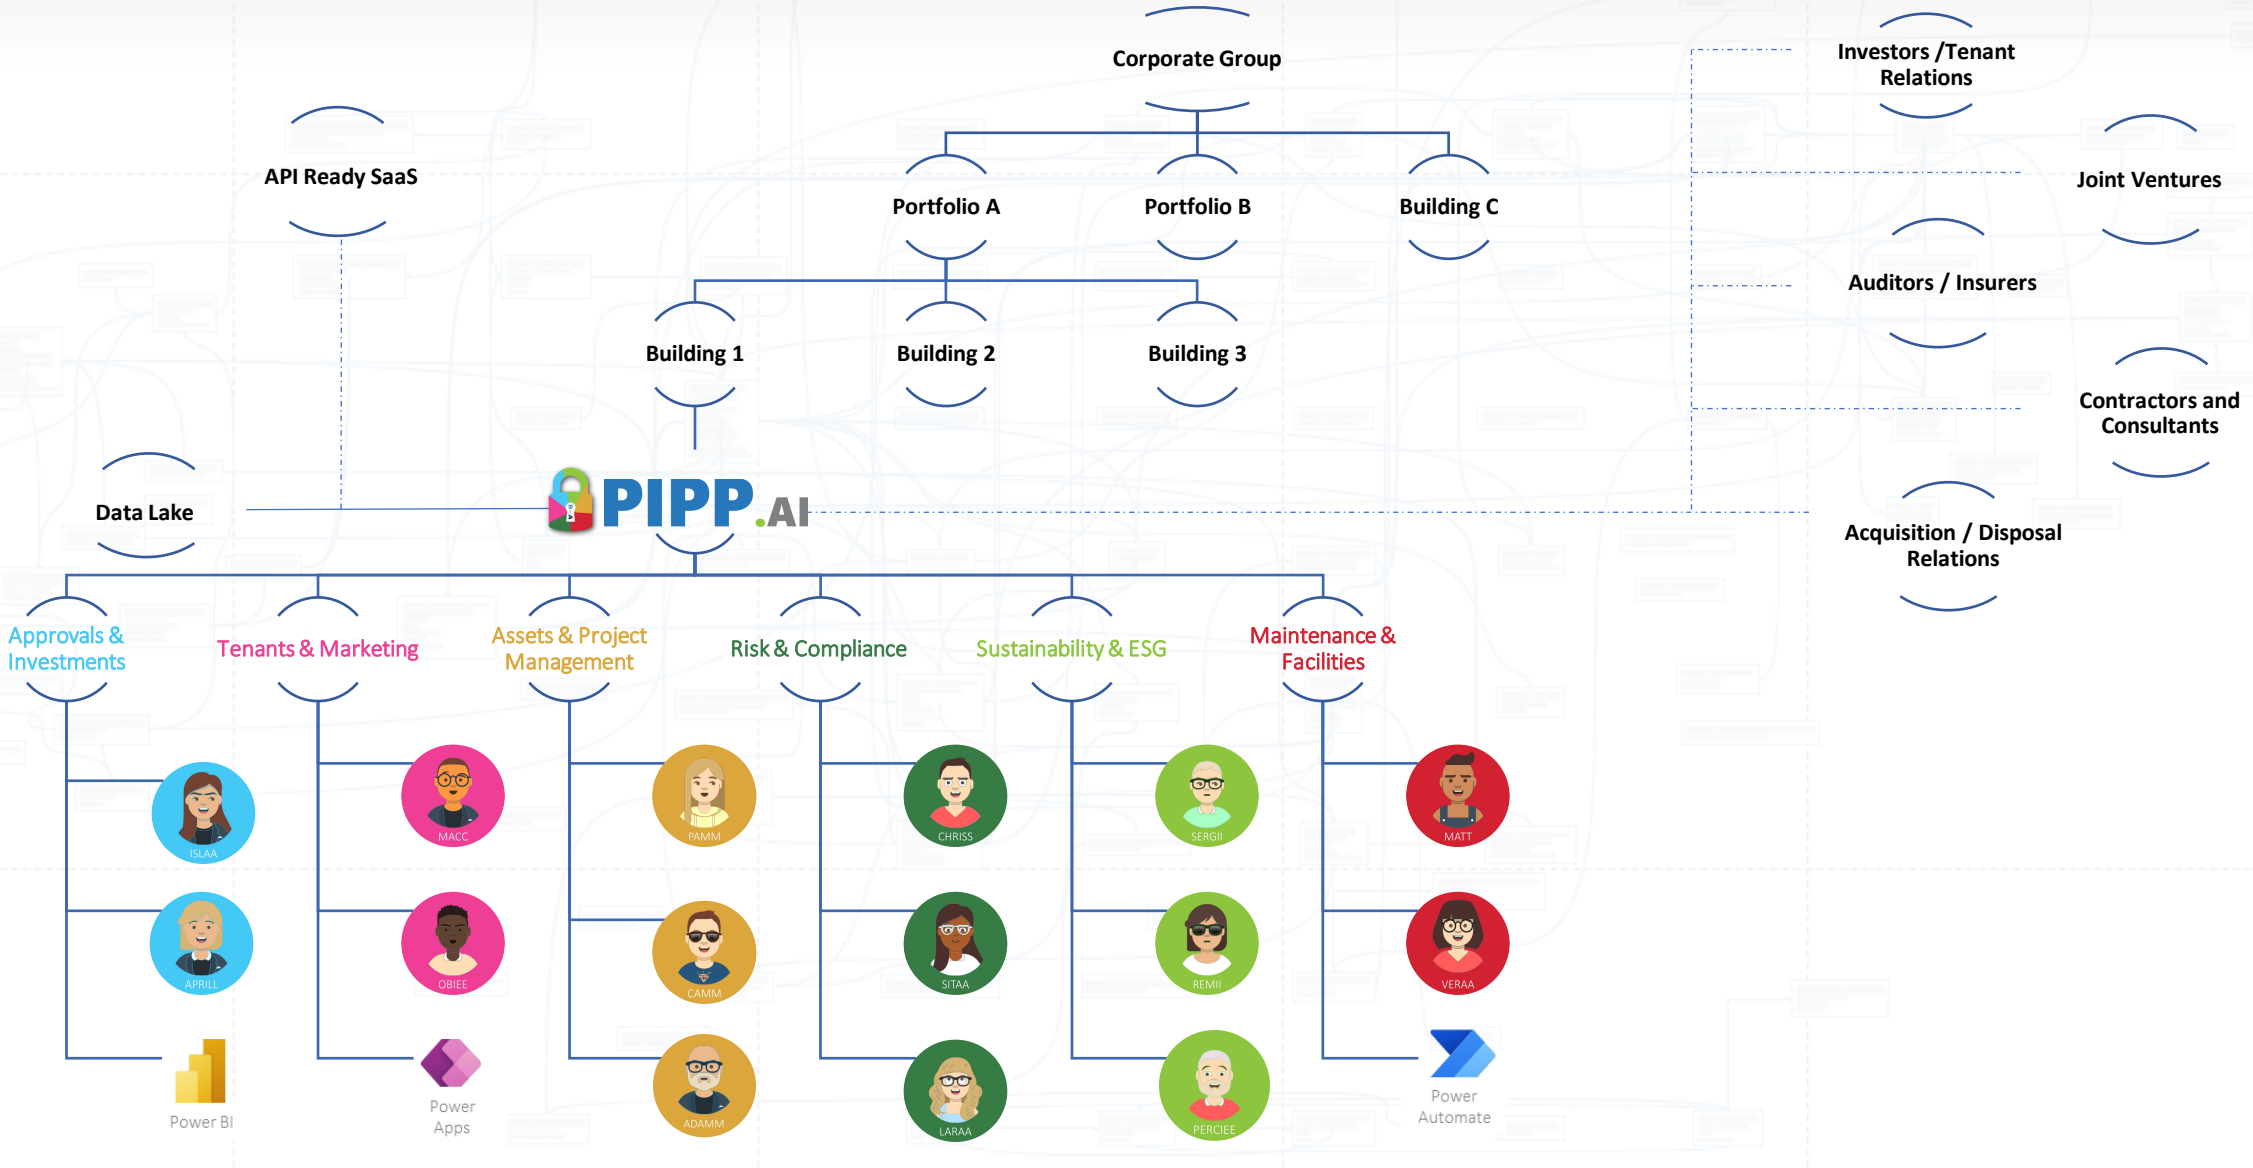 Corporate Group
Investors /Tenant
Relations
API Ready SaaS
Portfolio A
Portfolio B
Building C
Joint Ventures
Auditors / Insurers
Building 1
Building 2
Building 3
Contractors and
Consultants
Data Lake
PIPP.AI
Acquisition / Disposal
Relations
Approvals &
Investments
Tenants & Marketing
Assets & Project
Management
Risk & Compliance
Sustainability & ESG
Maintenance &
Facilities
ISLAA
MACC
PAMM
CHRISS
SERGII
MATT
APRILL
OBIEE
CAMM
SITAA
REMII
VERAA
Power BI
Power
Apps
ADAMM
LARAA
PERCIEE
Power
Automate